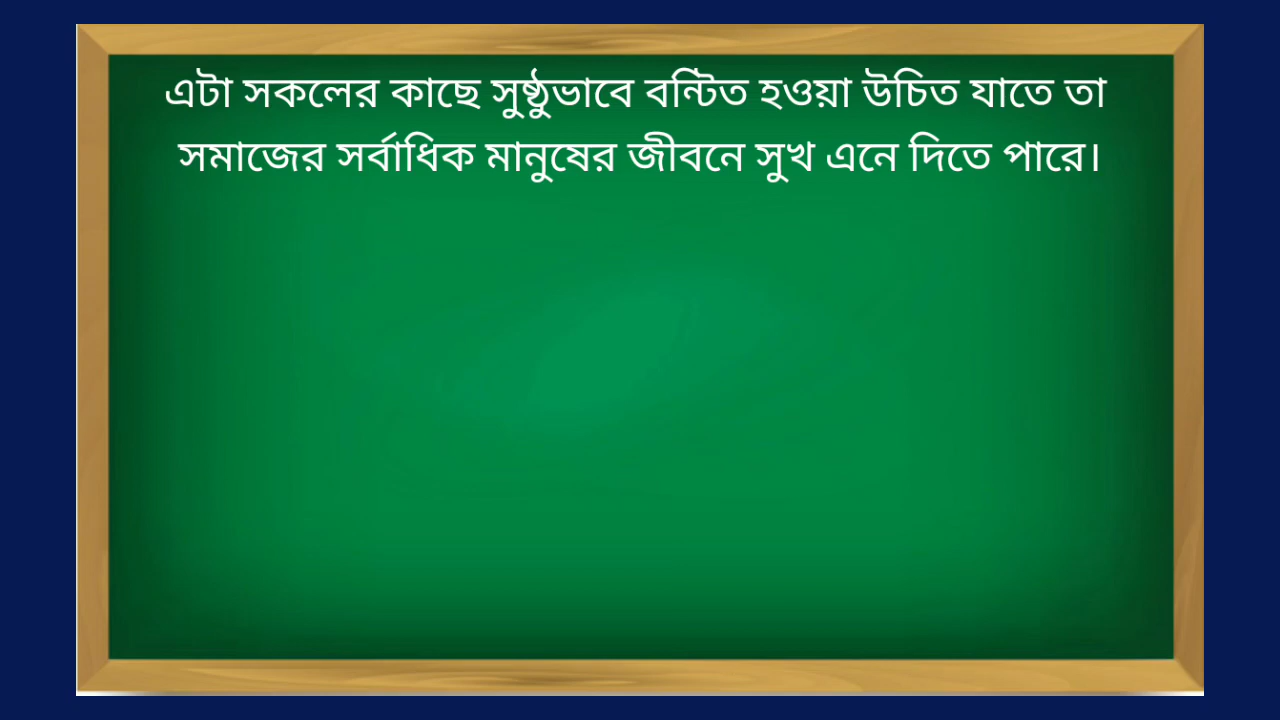 এটা সকলের কাছে সুষ্ঠুভাবে বন্টিত হওয়া উচিত যাতে তা
সমাজের সর্বাধিক মানুষের জীবনে সুখ এনে দিতে পারে।